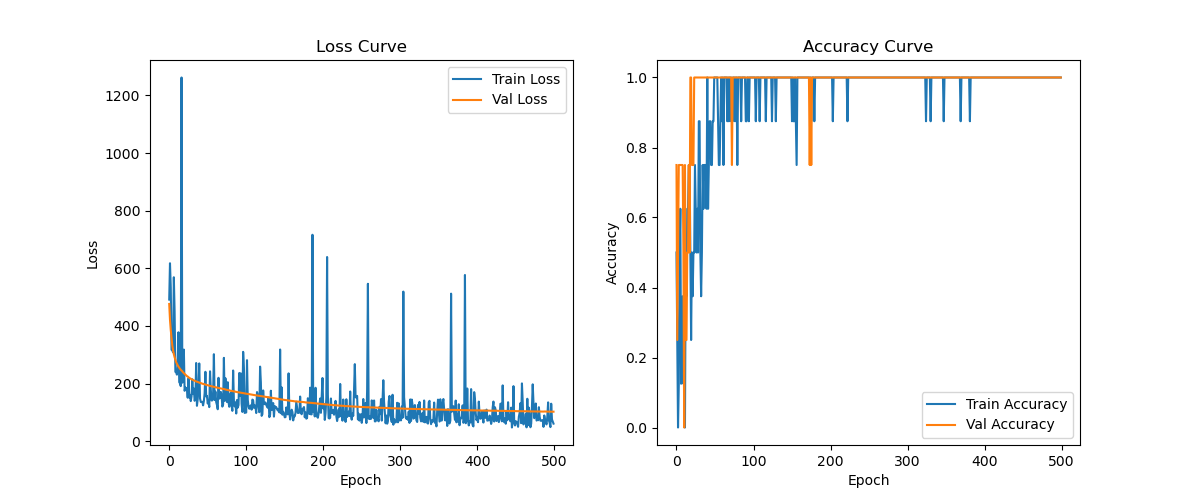 Loss Curve
Train Loss
Val Loss
1200
1000
800
600
400
200
0
Loss
0
100
200
300
400
500
Epoch
Accuracy Curve
1.0
0.8
0.6
0.4
0.2
0.0
Accuracy
Train Accuracy
Val Accuracy
0
100
200
300
400
500
Epoch